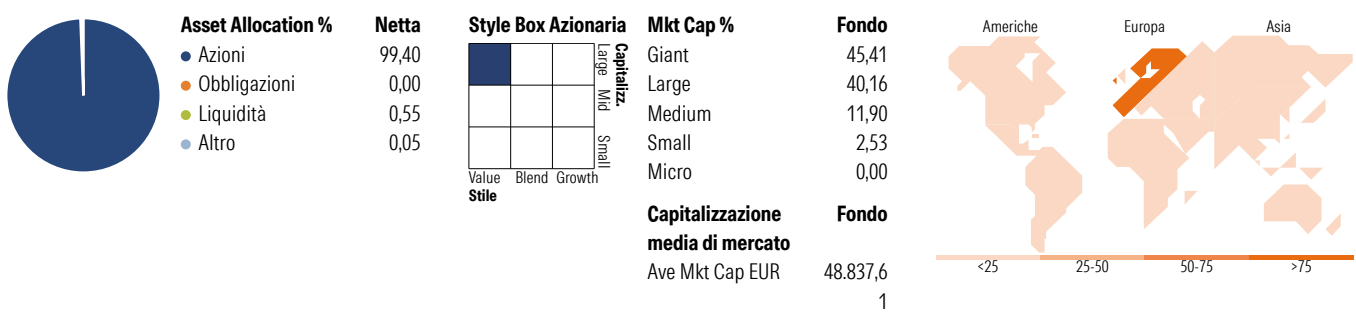 Asset Allocation % Netta
Azioni 99,40
Obbligazioni 0,00
Liquidità 0,55
Altro 0,05
Style Box Azionaria
Capitalizz.
Large Mid Small
Value Blend Growth
Stile
Mkt Cap % Fondo
Giant 45,41
Large 40,16
Medium 11,90
Small 2,53
Micro 0,00
Capitalizzazione Fondo
media di mercato
Ave Mkt Cap EUR 48.837,6
1
Americhe Europa Asia
<25 25-50 50-75 >75